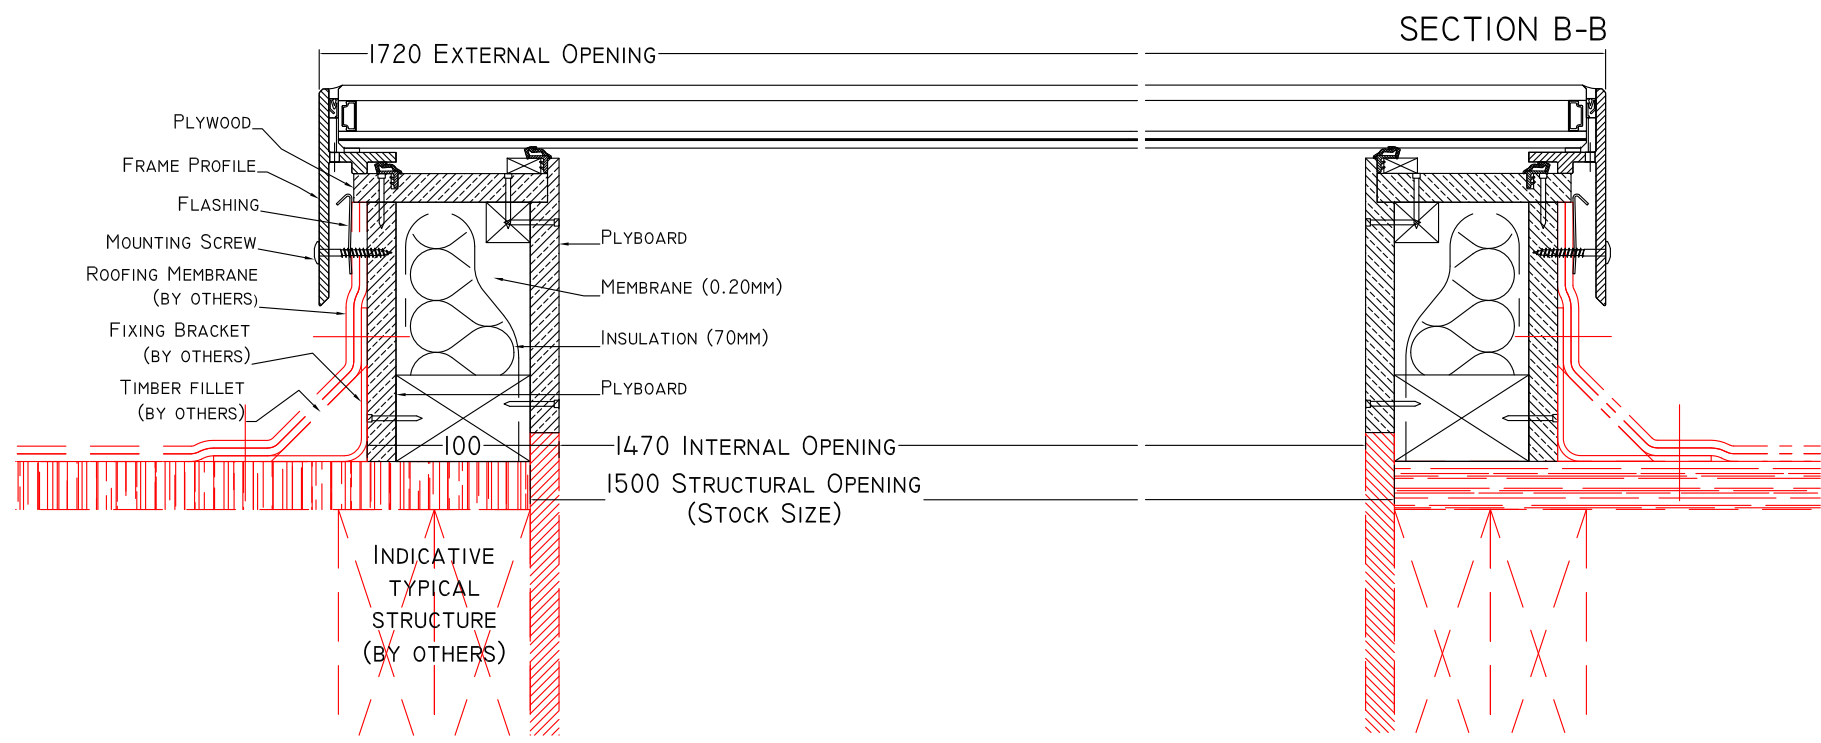 SECTION B-B
1720 EXTERNAL OPENING
PLYWOOD
FRAME PROFILE
FLASHING
MOUNTING SCREW
ROOFING MEMBRANE
(BY OTHERS)
FIXING BRACKET
(BY OTHERS)
TIMBER FILLET
(BY OTHERS)
PLYBOARD
MEMBRANE (0.20MM)
INSULATION (70MM)
PLYBOARD
100
1470 INTERNAL OPENING
1500 STRUCTURAL OPENING
(STOCK SIZE)
INDICATIVE
TYPICAL
STRUCTURE
(BY OTHERS)